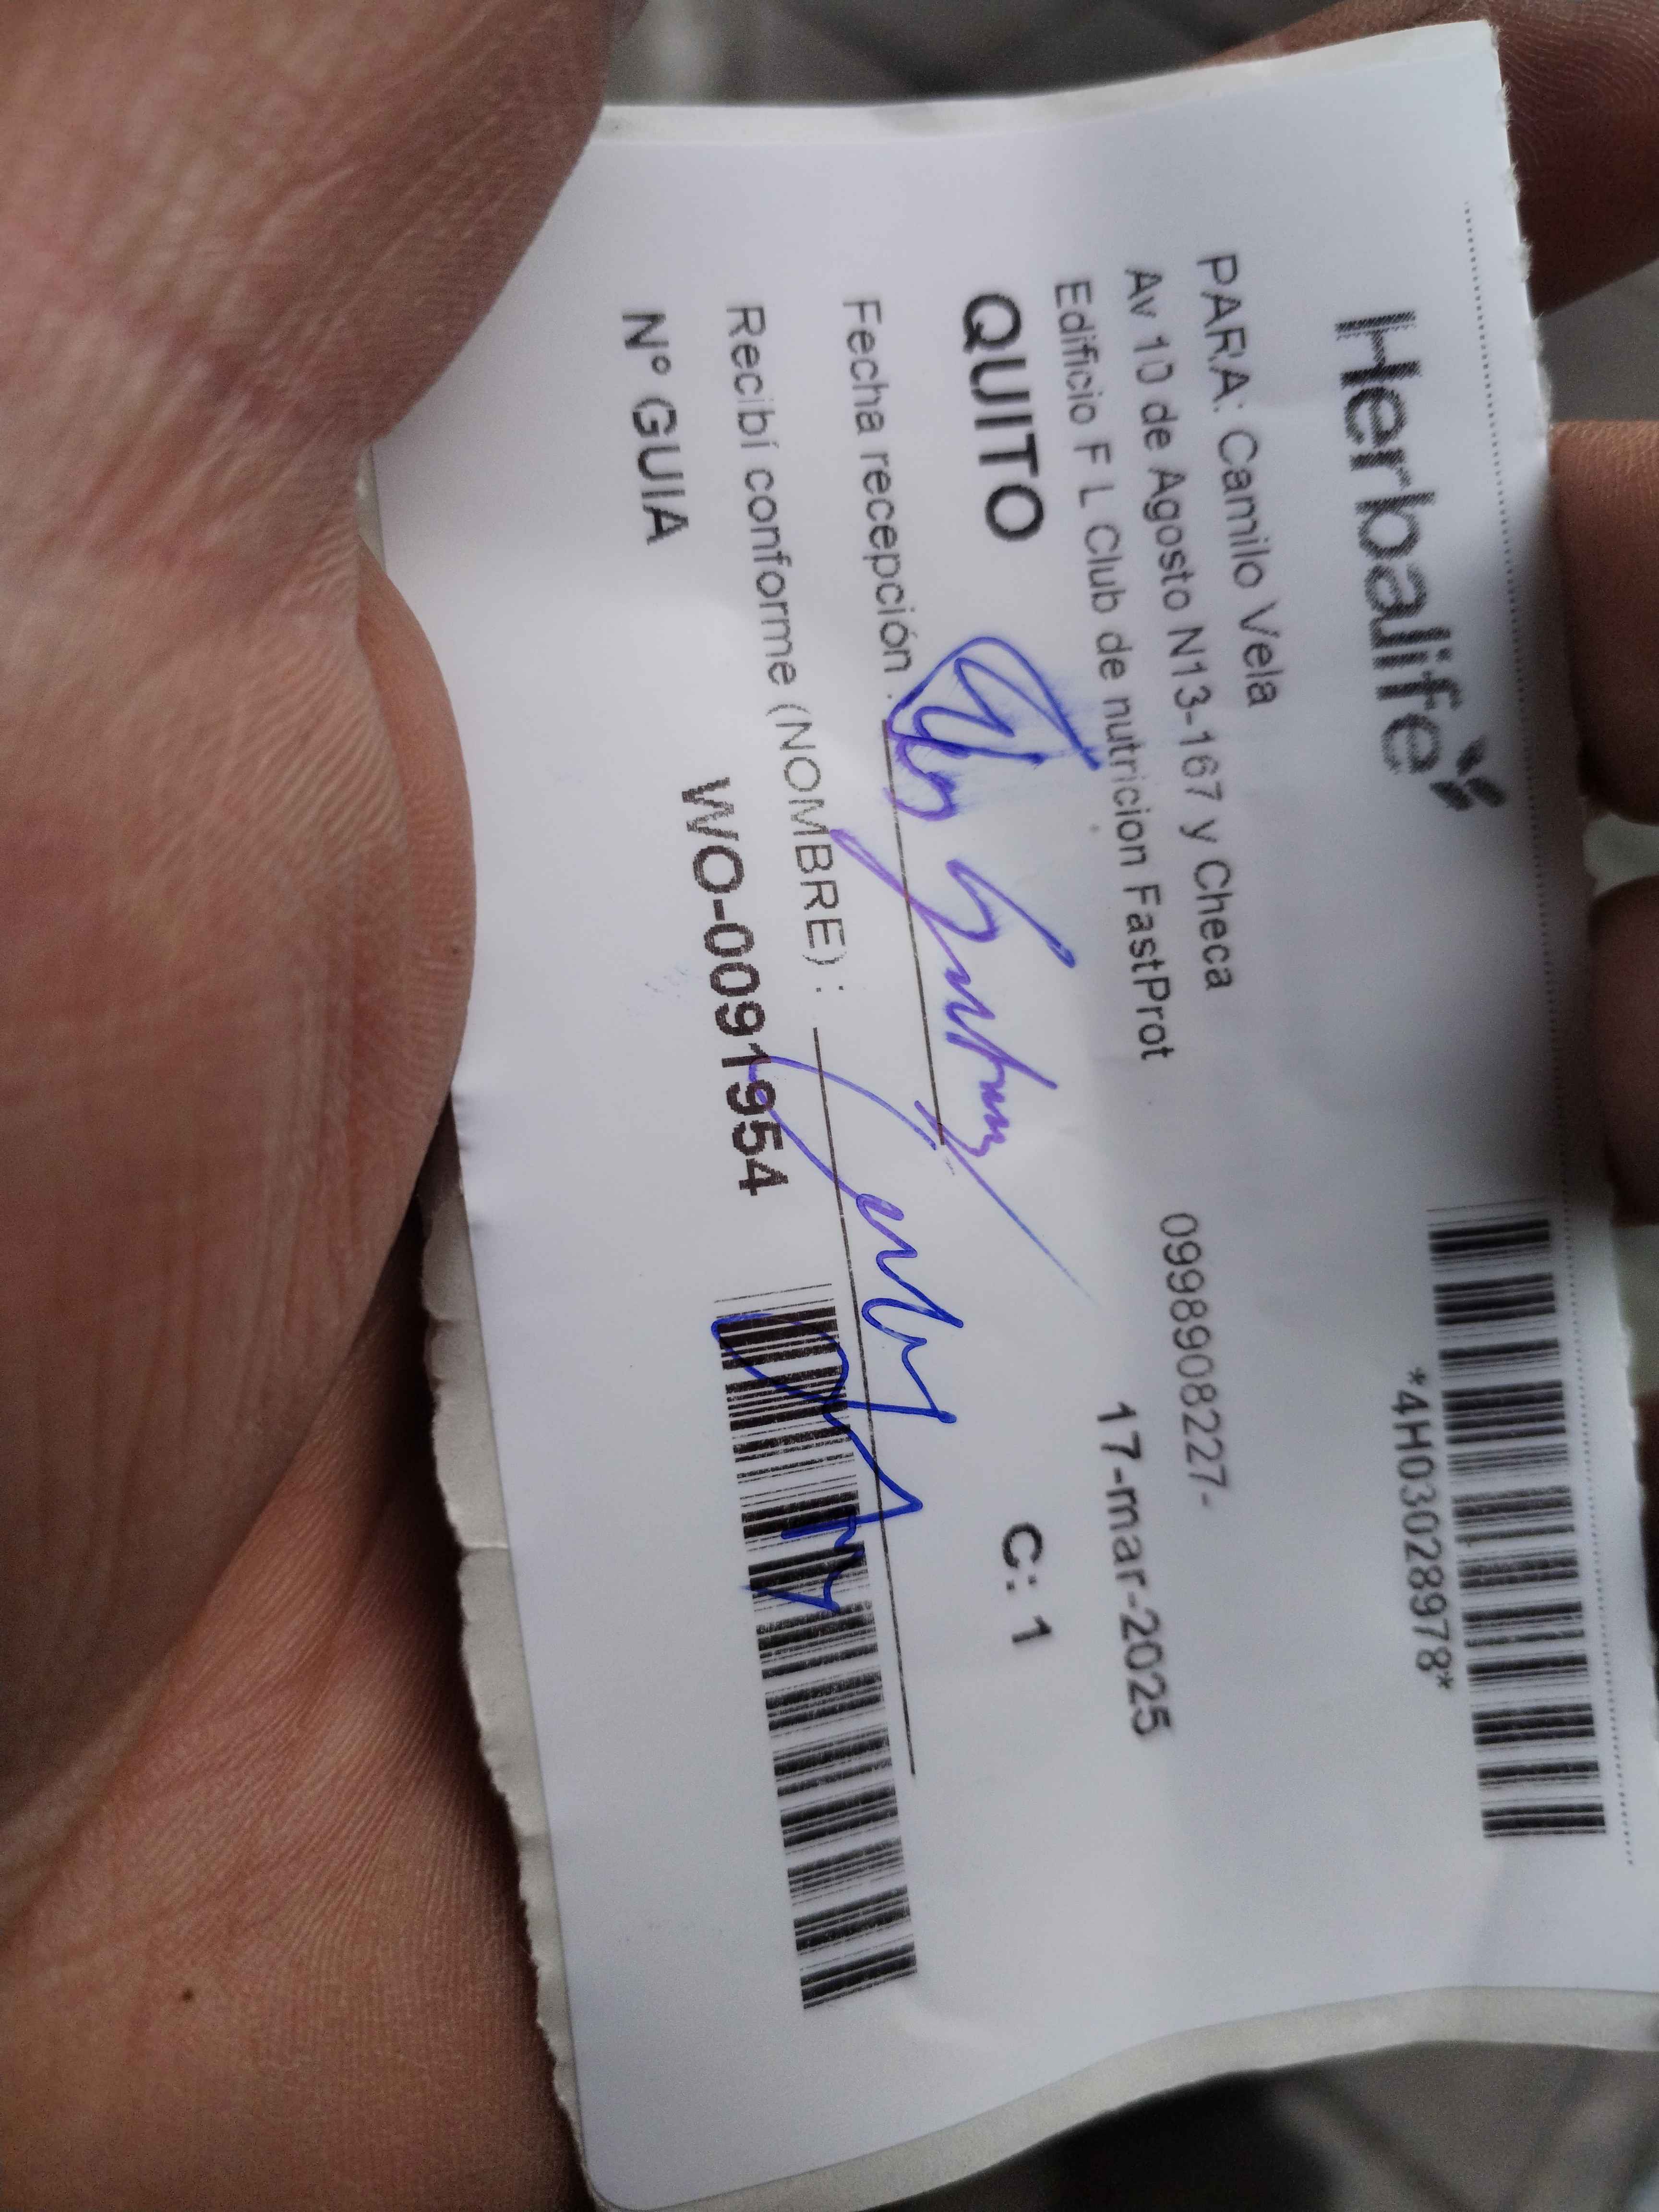 Herbalife
*4H03028978*
PARA: Camilo Vela
Av 10 de Agosto N13-167 y Checa 0998908227-
Edificio F L Club de nutricion FastProt
17-mar-2025
QUITO C: 1
Fecha recepción :
Recibí conforme (NOMBRE) :
N° GUIA WO-0091954